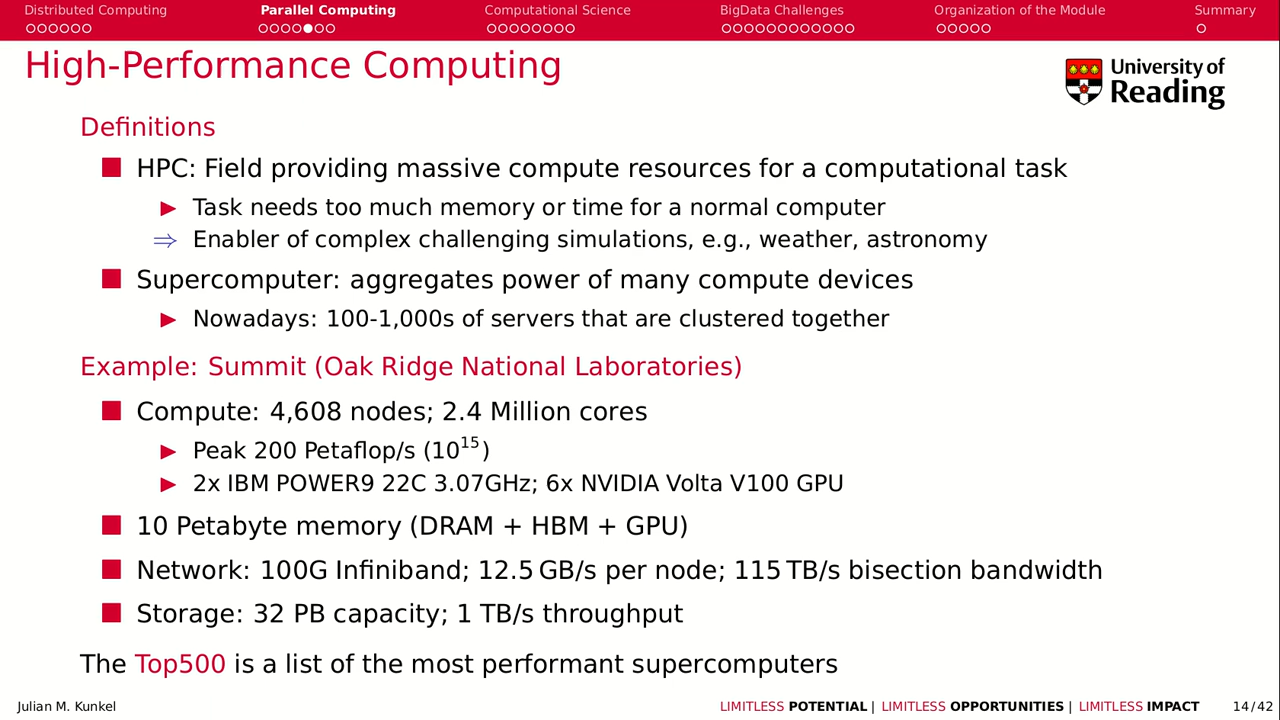 Distributed Computing Parallel Computing Computational Science BigData Challenges Organization of the Module Summary
High-Performance Computing
University of
Reading
Definitions
HPC: Field providing massive compute resources for a computational task
Task needs too much memory or time for a normal computer
⇒ Enabler of complex challenging simulations, e.g., weather, astronomy
Supercomputer: aggregates power of many compute devices
Nowadays: 100-1,000s of servers that are clustered together
Example: Summit (Oak Ridge National Laboratories)
Compute: 4,608 nodes; 2.4 Million cores
Peak 200 Petaflop/s (10¹⁵)
2x IBM POWER9 22C 3.07GHz; 6x NVIDIA Volta V100 GPU
10 Petabyte memory (DRAM + HBM + GPU)
Network: 100G Infiniband; 12.5 GB/s per node; 115 TB/s bisection bandwidth
Storage: 32 PB capacity; 1 TB/s throughput
The Top500 is a list of the most performant supercomputers
Julian M. Kunkel LIMITLESS POTENTIAL | LIMITLESS OPPORTUNITIES | LIMITLESS IMPACT 14/42